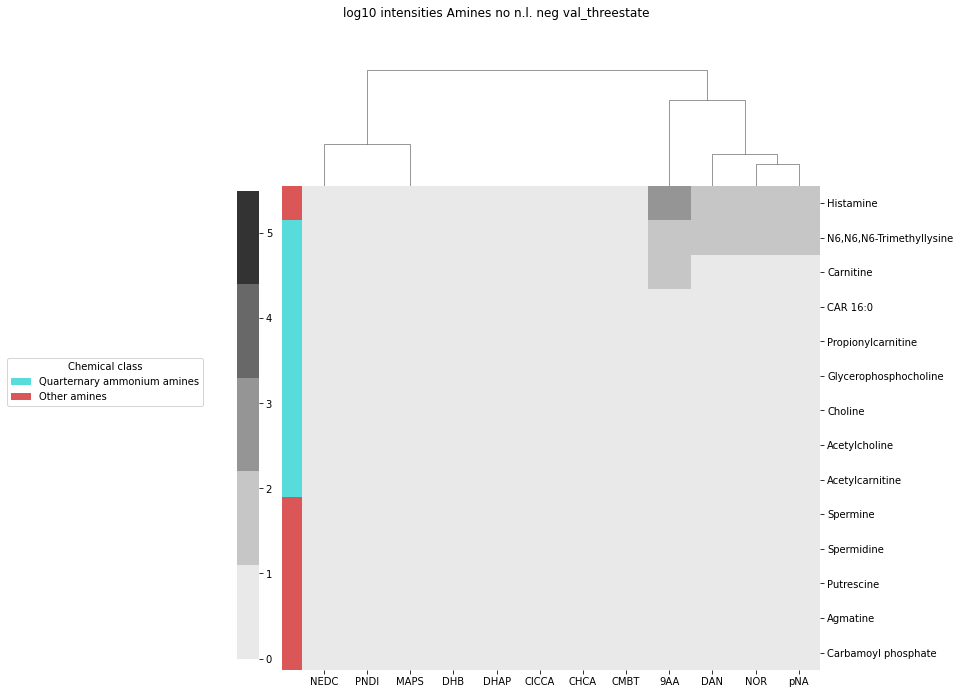 log10 intensities Amines no n.l. neg val_threestate
Histamine
N6,N6,N6-Trimethyllysine
Carnitine
CAR 16:0
Propionylcarnitine
Glycerophosphocholine
Choline
Acetylcholine
Acetylcarnitine
Spermine
Spermidine
Putrescine
Agmatine
Carbamoyl phosphate
5
4
3
2
1
0
Chemical class
Quarternary ammonium amines
Other amines
NEDC PNDI MAPS DHB DHAP ClCCA CHCA CMBT 9AA DAN NOR pNA